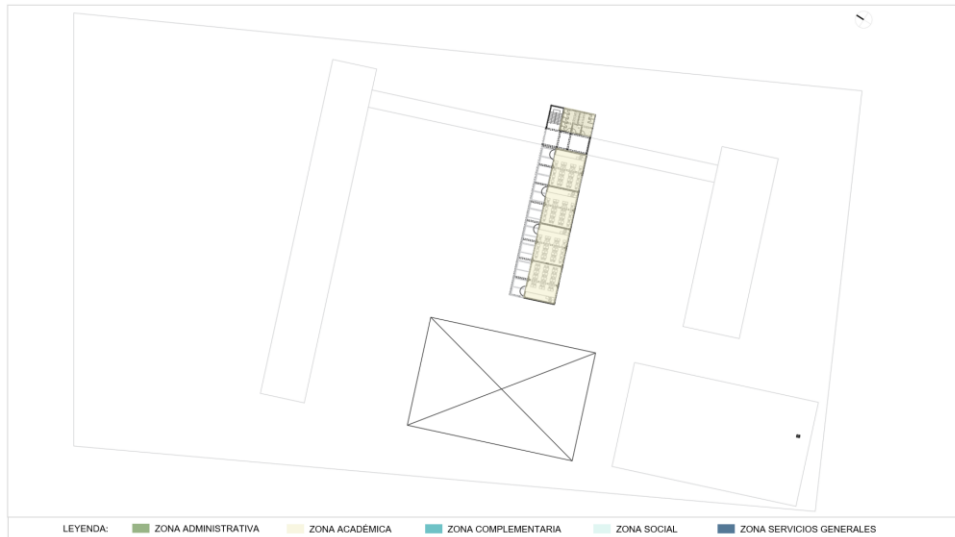 LEYENDA: ZONA ADMINISTRATIVA ZONA ACADÉMICA ZONA COMPLEMENTARIA ZONA SOCIAL ZONA SERVICIOS GENERALES